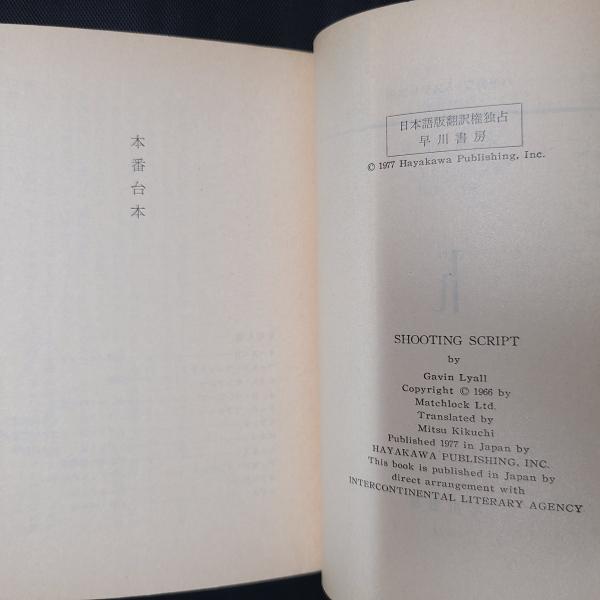 本番台本
日本語版翻訳権独占
早川書房
© 1977 Hayakawa Publishing, Inc.
SHOOTING SCRIPT
by
Gavin Lyall
Copyright © 1966 by
Matchlock Ltd.
Translated by
Mitsu Kikuchi
Published 1977 in Japan by
HAYAKAWA PUBLISHING, INC.
This book is published in Japan by
direct arrangement with
INTERCONTINENTAL LITERARY AGENCY